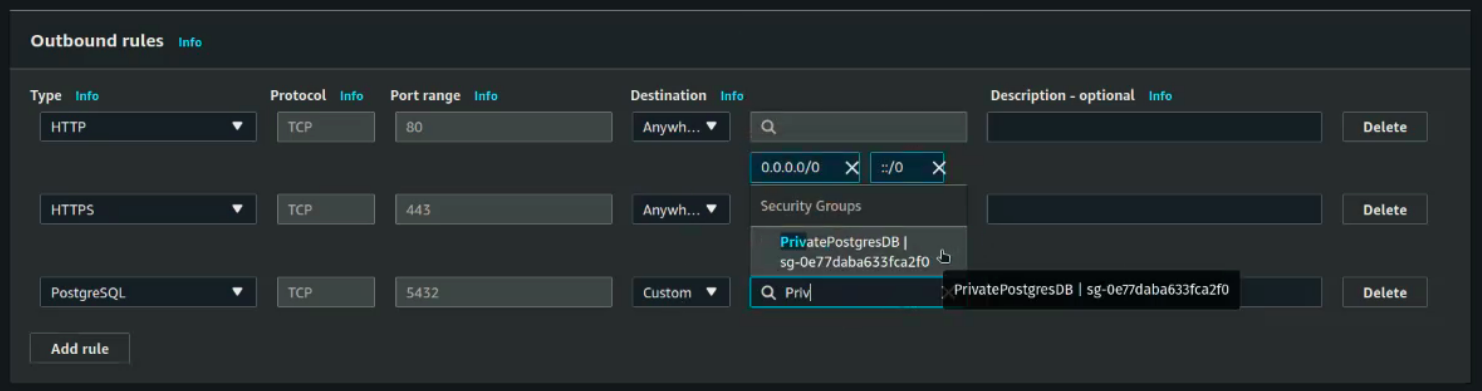 Outbound rules Info
Type Info Protocol Info Port range Info Destination Info Description - optional Info
HTTP TCP 80 Anywh... Delete
0.0.0.0/0 ::/0
HTTPS TCP 443 Anywh... Delete
Security Groups
PrivatePostgresDB |
sg-0e77daba633fca2f0
PostgreSQL TCP 5432 Custom Priv Delete
PrivatePostgresDB | sg-0e77daba633fca2f0
Add rule